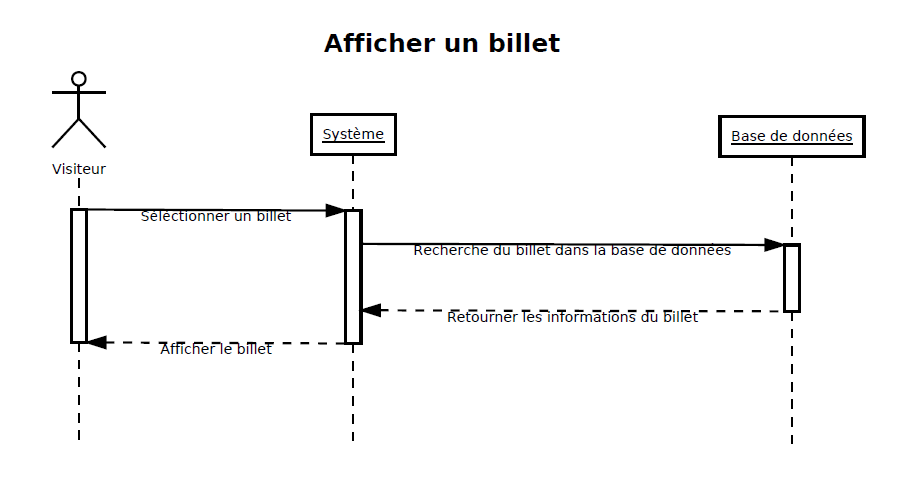 Afficher un billet
Système
Base de données
Visiteur
Séléctionner un billet
Recherche du billet dans la base de données
Retourner les informations du billet
Afficher le billet